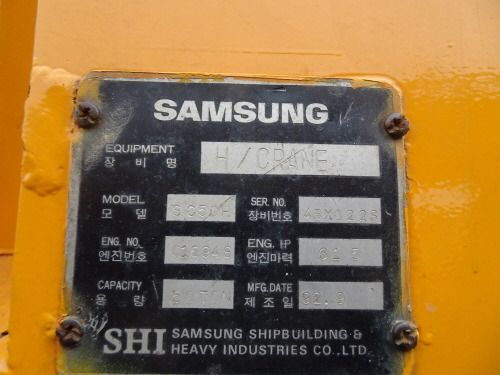 SAMSUNG
EQUIPMENT H/CRANE
장비명
MODEL SER. NO.
모델 장비번호
ENG. NO. ENG. HP
엔진번호 엔진마력
CAPACITY MFG.DATE
용량 제조일
SHI SAMSUNG SHIPBUILDING &
HEAVY INDUSTRIES CO.,LTD.